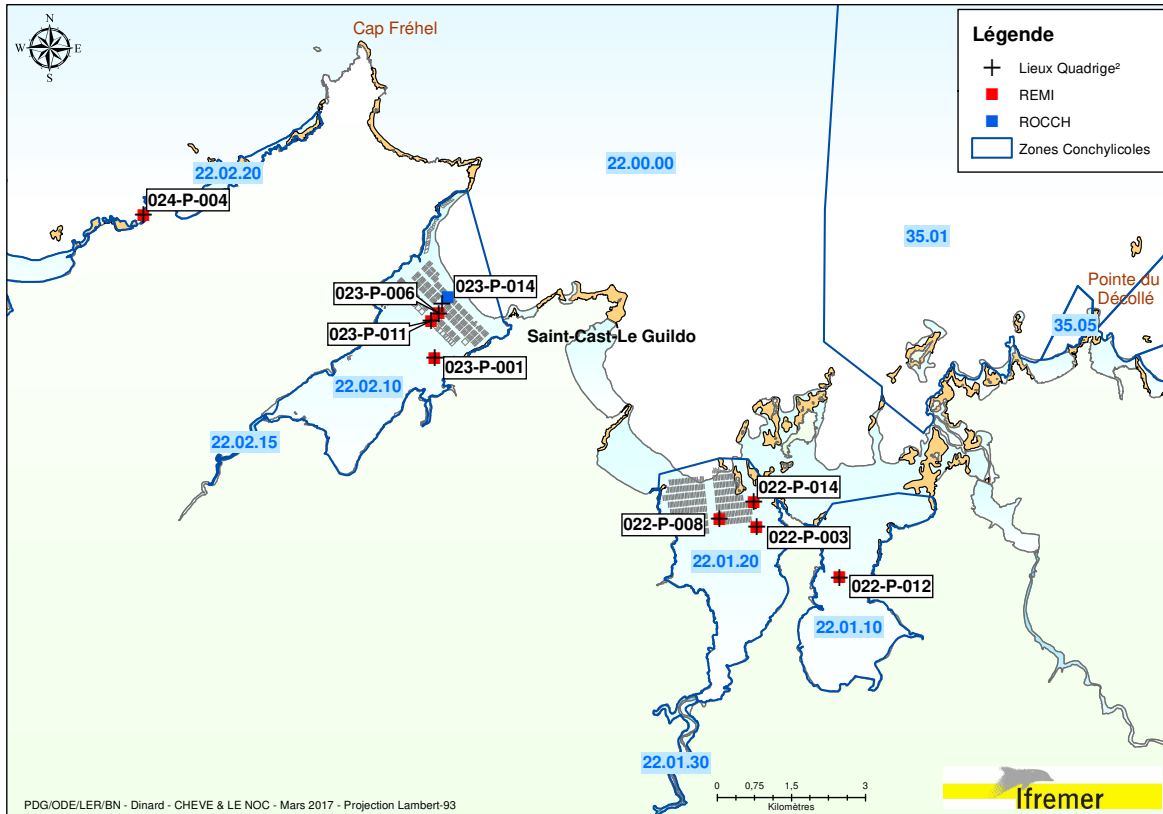 N
W E
S
Cap Fréhel
Légende
Lieux Quadrige²
REMI
ROCCH
Zones Conchylicoles
22.02.20
22.00.00
024-P-004
35.01
Pointe du
Décollé
35.05
023-P-014
023-P-006
023-P-011
Saint-Cast-Le Guildo
023-P-001
22.02.10
22.02.15
022-P-014
022-P-008
022-P-003
22.01.20
022-P-012
22.01.10
22.01.30
0 0,75 1,5 3
Kilomètres
Ifremer
PDG/ODE/LER/BN - Dinard - CHEVE & LE NOC - Mars 2017 - Projection Lambert-93